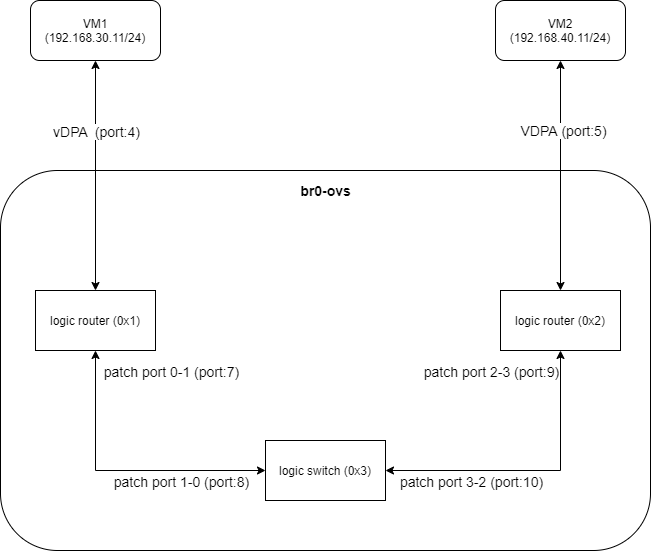 VM1
(192.168.30.11/24)
VM2
(192.168.40.11/24)
vDPA (port:4)
VDPA (port:5)
br0-ovs
logic router (0x1)
logic router (0x2)
patch port 0-1 (port:7)
patch port 2-3 (port:9)
logic switch (0x3)
patch port 1-0 (port:8)
patch port 3-2 (port:10)